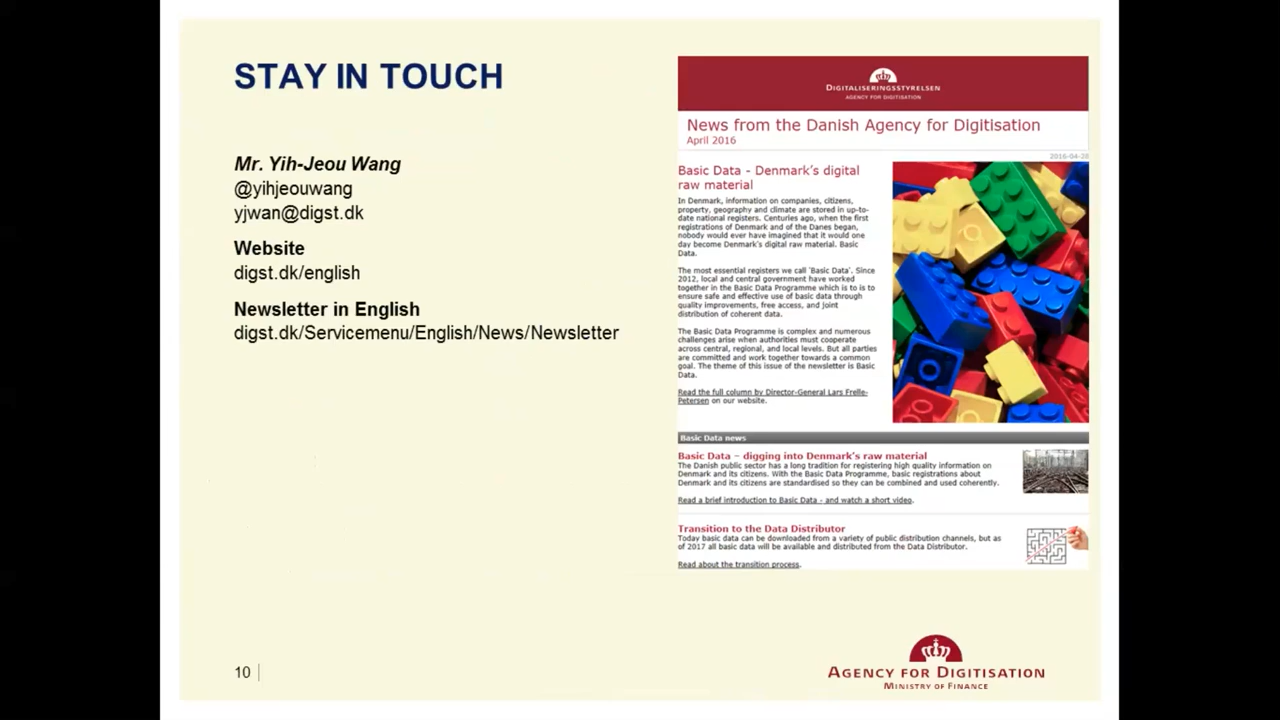 STAY IN TOUCH
Mr. Yih-Jeou Wang
@yihjeouwang
yjwan@digst.dk
Website
digst.dk/english
Newsletter in English
digst.dk/Servicemenu/English/News/Newsletter
DIGITALISERINGSSTYRELSEN
AGENCY FOR DIGITISATION
News from the Danish Agency for Digitisation
April 2016
2016-04-28
Basic Data - Denmark's digital
raw material
In Denmark, information on companies, citizens,
property, geography and climate are stored in up-to-
date national registers. Centuries ago, when the first
registrations of Denmark and of the Danes began,
nobody would ever have imagined that it would one
day become Denmark's digital raw material. Basic
Data.
The most essential registers we call 'Basic Data'. Since
2012, local and central government have worked
together in the Basic Data Programme which is to is to
ensure safe and effective use of basic data through
quality improvements, free access, and joint
distribution of coherent data.
The Basic Data Programme is complex and numerous
challenges arise when authorities must cooperate
across central, regional, and local levels. But all parties
are committed and work together towards a common
goal. The theme of this issue of the newsletter is Basic
Data.
Read the full column by Director-General Lars Frelle-
Petersen on our website.
Basic Data news
Basic Data – digging into Denmark's raw material
The Danish public sector has a long tradition for registering high quality information on
Denmark and its citizens. With the Basic Data Programme, basic registrations about
Denmark and its citizens are standardised so they can be combined and used coherently.
Read a brief introduction to Basic Data - and watch a short video.
Transition to the Data Distributor
Today basic data can be downloaded from a variety of public distribution channels, but as
of 2017 all basic data will be available and distributed from the Data Distributor.
Read about the transition process.
10
AGENCY FOR DIGITISATION
MINISTRY OF FINANCE